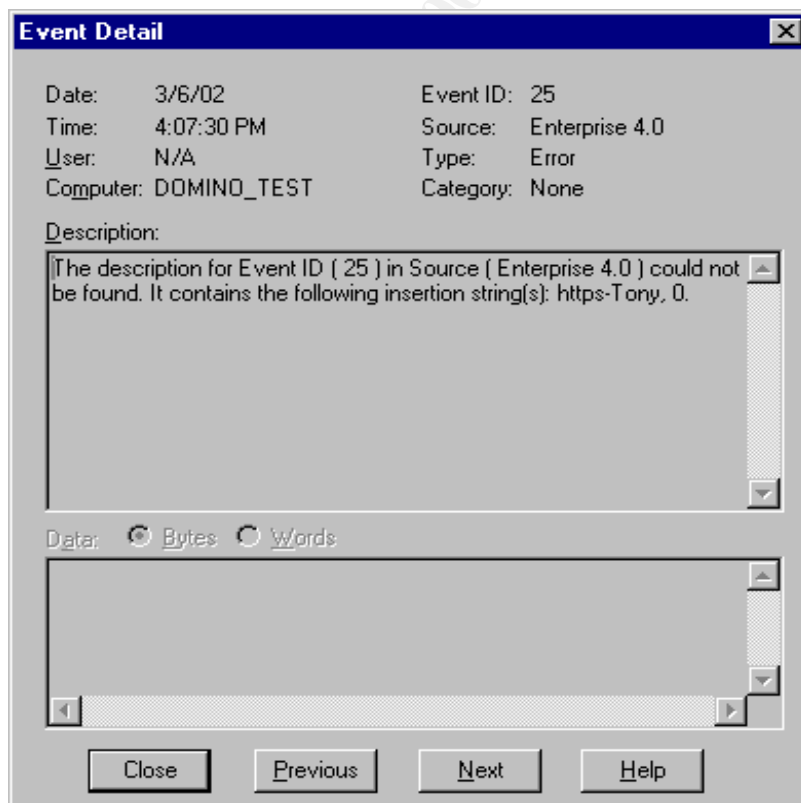 Event Detail
Date: 3/6/02 Event ID: 25
Time: 4:07:30 PM Source: Enterprise 4.0
User: N/A Type: Error
Computer: DOMINO_TEST Category: None
Description:
The description for Event ID ( 25 ) in Source ( Enterprise 4.0 ) could not
be found. It contains the following insertion string(s): https-Tony, 0.
Data: Bytes Words
Close Previous Next Help